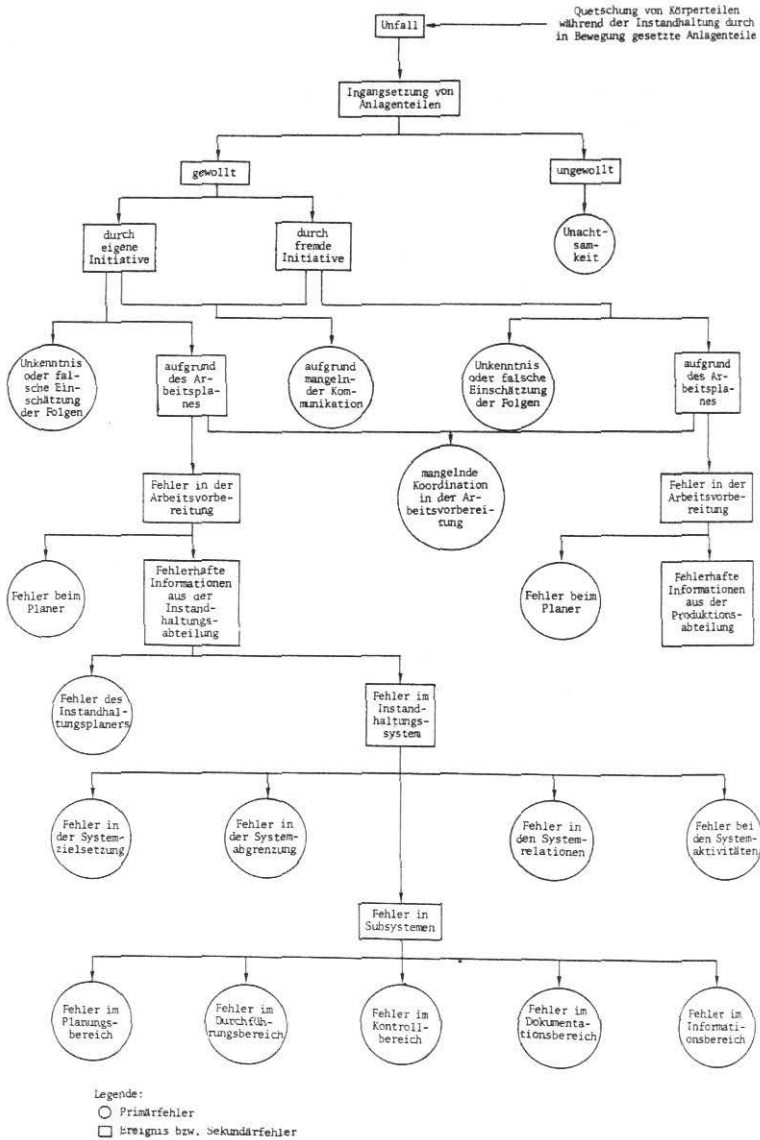 Unfall
Quetschung von Körperteilen
während der Instandhaltung durch
in Bewegung gesetzte Anlagenteile
Ingangsetzung von
Anlagenteilen
gewollt
ungewollt
durch
eigene
Initiative
durch
fremde
Initiative
Unacht-
sam-
keit
Unkenntnis
oder fal-
sche Ein-
schätzung
der Folgen
aufgrund
des Ar-
beitspla-
nes
aufgrund
mangeln-
der Kom-
munikation
Unkenntnis
oder falsche
Einschätzung
der Folgen
aufgrund
des Ar-
beitspla-
nes
Fehler in der
Arbeitsvorbe-
reitung
mangelnde
Koordination
in der Ar-
beitsvorberei-
tung
Fehler in der
Arbeitsvorbe-
reitung
Fehler beim
Planer
Fehlerhafte
Informationen
aus der
Instand-
haltungs-
abteilung
Fehler beim
Planer
Fehlerhafte
Informationen
aus der
Produktions-
abteilung
Fehler des
Instandhal-
tungsplaners
Fehler im
Instand-
haltungs-
system
Fehler in
der System-
zielsetzung
Fehler in
der System-
abgrenzung
Fehler in
den System-
relationen
Fehler bei
den System-
aktivitäten
Fehler in
Subsystemen
Fehler im
Planungs-
bereich
Fehler im
Durchfüh-
rungsbereich
Fehler im
Kontroll-
bereich
Fehler im
Dokumenta-
tionsbereich
Fehler im
Informati-
onsbereich
Legende:
Primärfehler
Ereignis bzw. Sekundärfehler